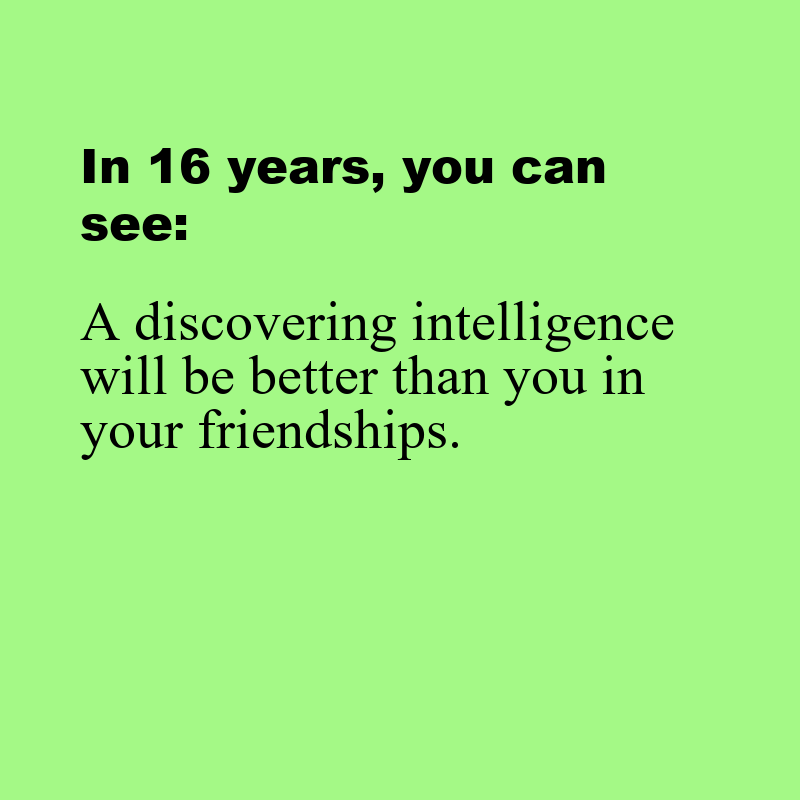 In 16 years, you can
see:
A discovering intelligence
will be better than you in
your friendships.